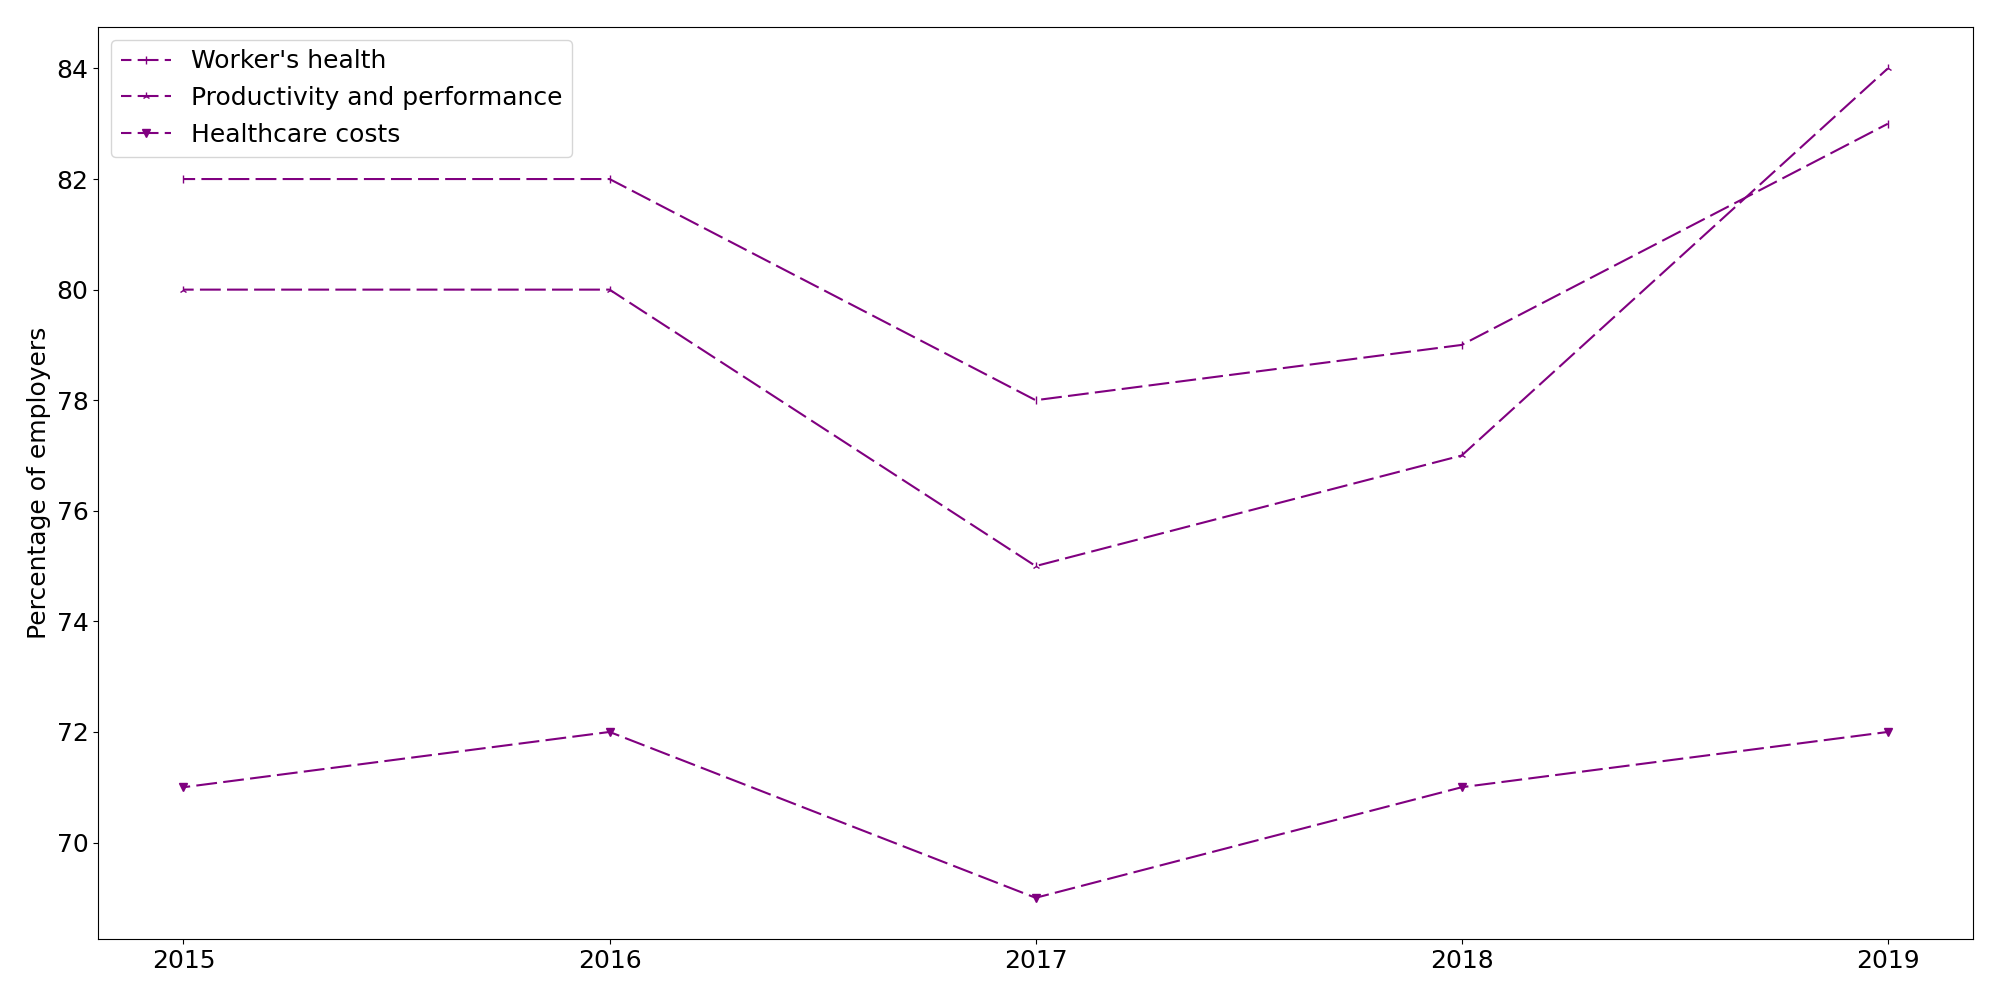 Worker's health
Productivity and performance
Healthcare costs
Percentage of employers
84
82
80
78
76
74
72
70
2015 2016 2017 2018 2019